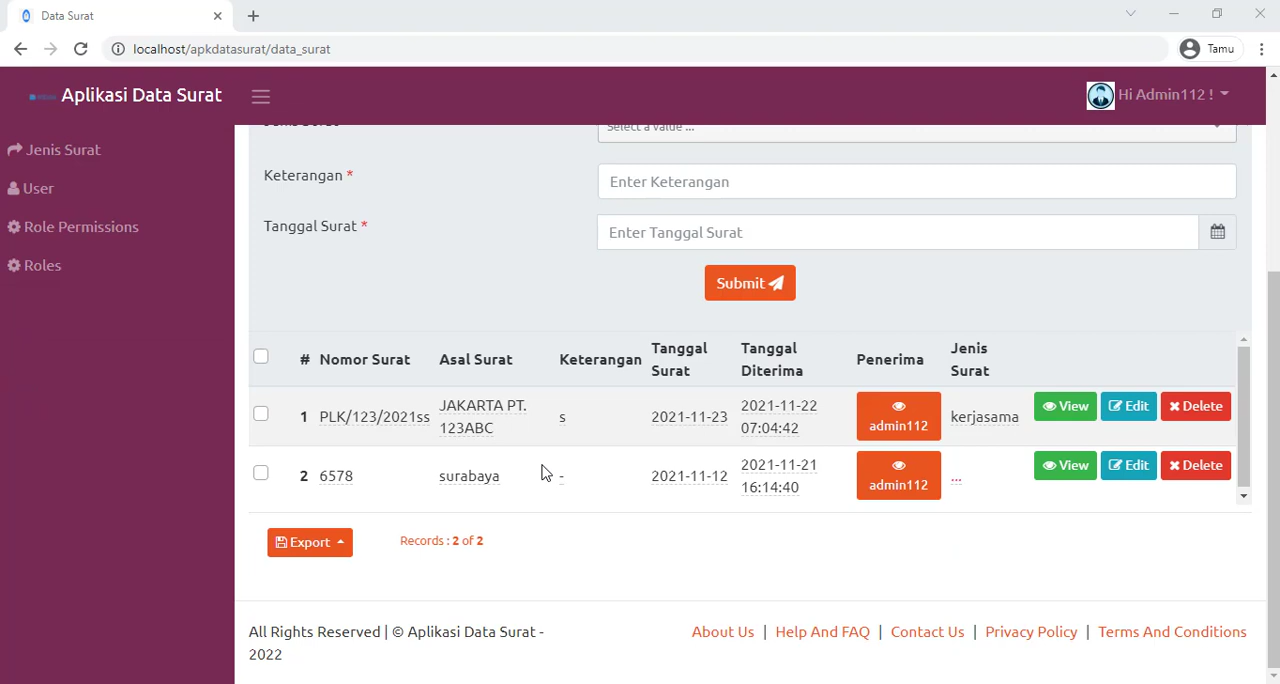 Data Surat
localhost/apkdatasurat/data_surat
Tamu
Aplikasi Data Surat
Hi Admin112 !
Jenis Surat
User
Role Permissions
Roles
Select a value ...
Keterangan *
Enter Keterangan
Tanggal Surat *
Enter Tanggal Surat
Submit
# Nomor Surat Asal Surat Keterangan Tanggal Surat Tanggal Diterima Penerima Jenis Surat
1 PLK/123/2021ss JAKARTA PT. 123ABC s 2021-11-23 2021-11-22 07:04:42 admin112 kerjasama View Edit Delete
2 6578 surabaya - 2021-11-12 2021-11-21 16:14:40 admin112 ... View Edit Delete
Export
Records : 2 of 2
All Rights Reserved | © Aplikasi Data Surat -
2022
About Us | Help And FAQ | Contact Us | Privacy Policy | Terms And Conditions